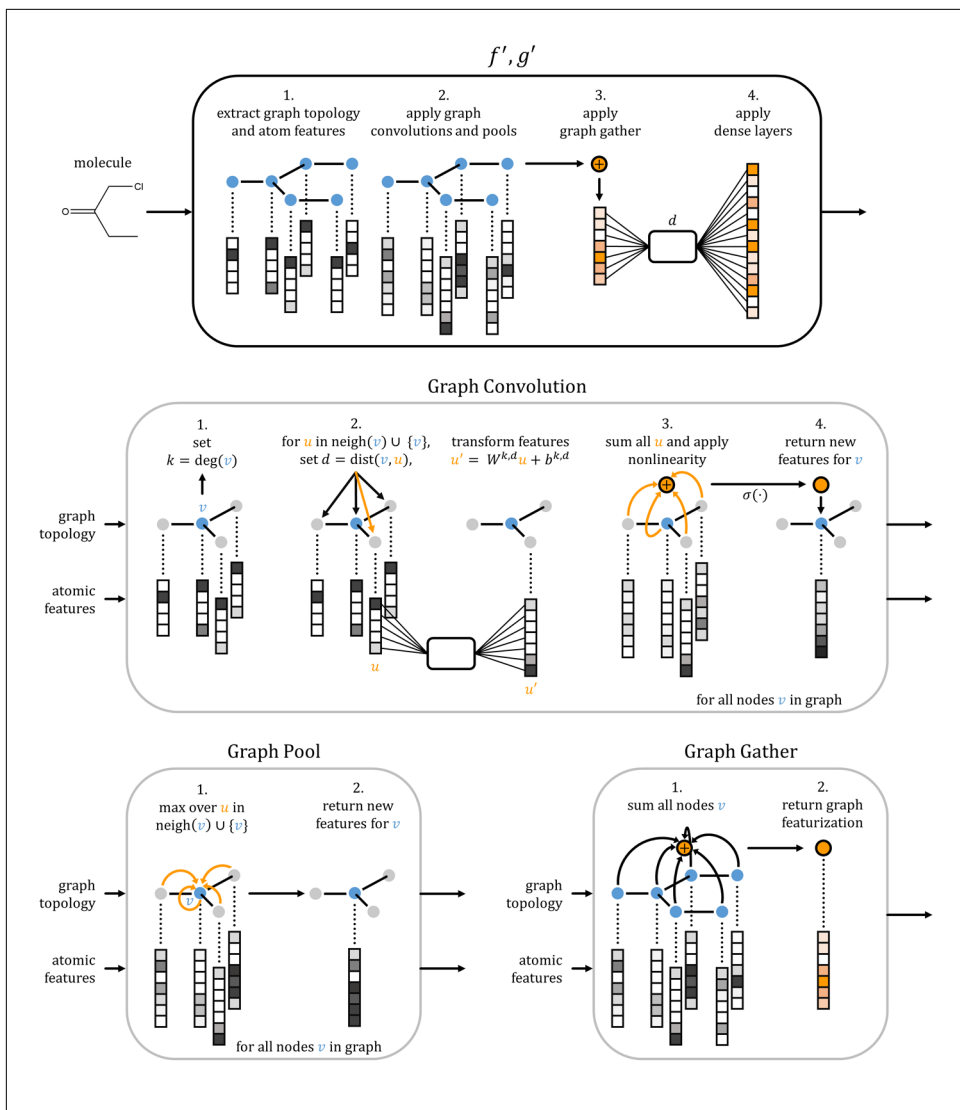 f′, g′
1.
extract graph topology
and atom features
2.
apply graph
convolutions and pools
3.
apply
graph gather
4.
apply
dense layers
molecule
Cl
O
d
Graph Convolution
1.
set
k = deg(v)
2.
for u in neigh(v) ∪ {v},
set d = dist(v, u),
transform features
u′ = W^{k,d}u + b^{k,d}
3.
sum all u and apply
nonlinearity
4.
return new
features for v
σ(·)
v
graph
topology
atomic
features
u
u′
for all nodes v in graph
Graph Pool
1.
max over u in
neigh(v) ∪ {v}
2.
return new
features for v
graph
topology
v
atomic
features
for all nodes v in graph
Graph Gather
1.
sum all nodes v
2.
return graph
featurization
graph
topology
atomic
features